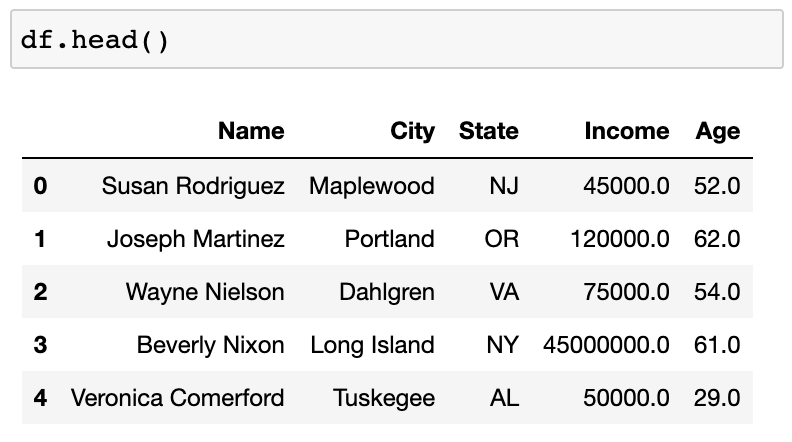 df.head()
Name City State Income Age
0 Susan Rodriguez Maplewood NJ 45000.0 52.0
1 Joseph Martinez Portland OR 120000.0 62.0
2 Wayne Nielson Dahlgren VA 75000.0 54.0
3 Beverly Nixon Long Island NY 45000000.0 61.0
4 Veronica Comerford Tuskegee AL 50000.0 29.0